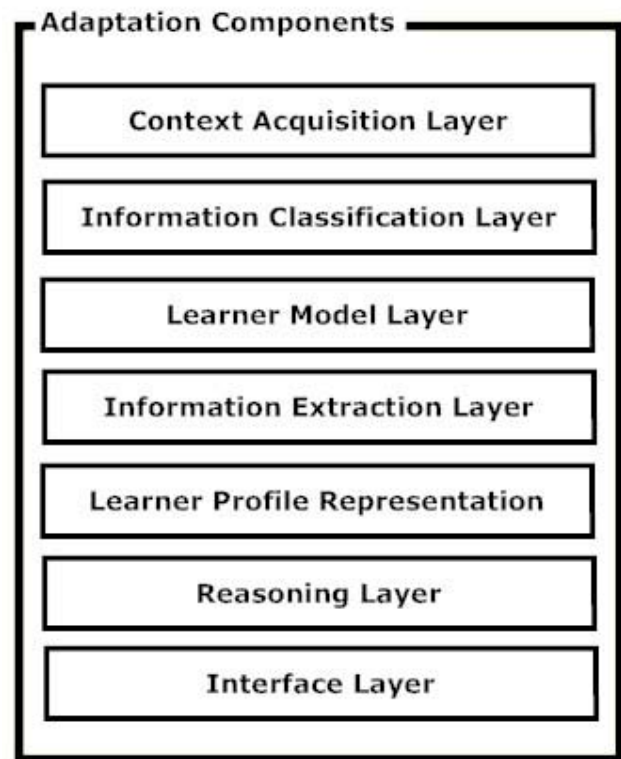 Adaptation Components
Context Acquisition Layer
Information Classification Layer
Learner Model Layer
Information Extraction Layer
Learner Profile Representation
Reasoning Layer
Interface Layer